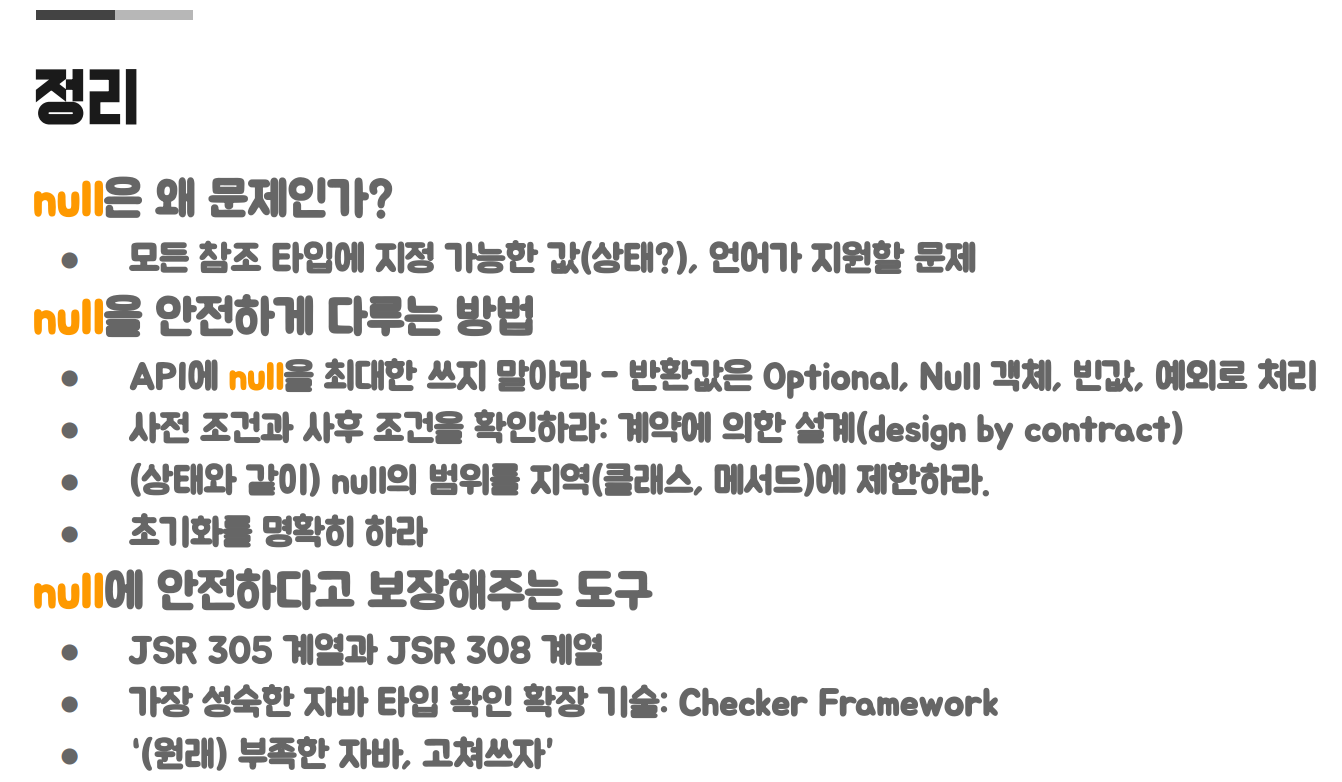 정리
null은 왜 문제인가?
● 모든 참조 타입에 지정 가능한 값(상태?), 언어가 지원할 문제
null을 안전하게 다루는 방법
● API에 null을 최대한 쓰지 말아라 - 반환값은 Optional, Null 객체, 빈값, 예외로 처리
● 사전 조건과 사후 조건을 확인하라: 계약에 의한 설계(design by contract)
● (상태와 같이) null의 범위를 지역(클래스, 메서드)에 제한하라.
● 초기화를 명확히 하라
null에 안전하다고 보장해주는 도구
● JSR 305 계열과 JSR 308 계열
● 가장 성숙한 자바 타입 확인 확장 기술: Checker Framework
● '(원래) 부족한 자바, 고쳐쓰자'